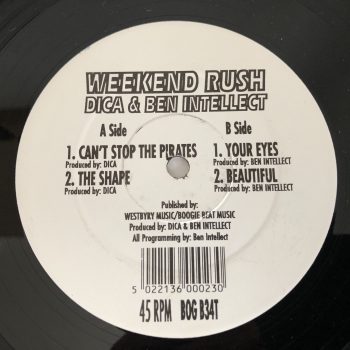 WEEKEND RUSH
DICA & BEN INTELLECT
A Side
1. CAN'T STOP THE PIRATES
Produced by: DICA
2. THE SHAPE
Produced by: DICA
B Side
1. YOUR EYES
Produced by: BEN INTELLECT
2. BEAUTIFUL
Produced by: BEN INTELLECT
Published by:
WESTBYRY MUSIC/BOOGIE BEAT MUSIC
Produced by: DICA & BEN INTELLECT
All Programming by: Ben Intellect
5 022136 000230
45 RPM BOG B34T